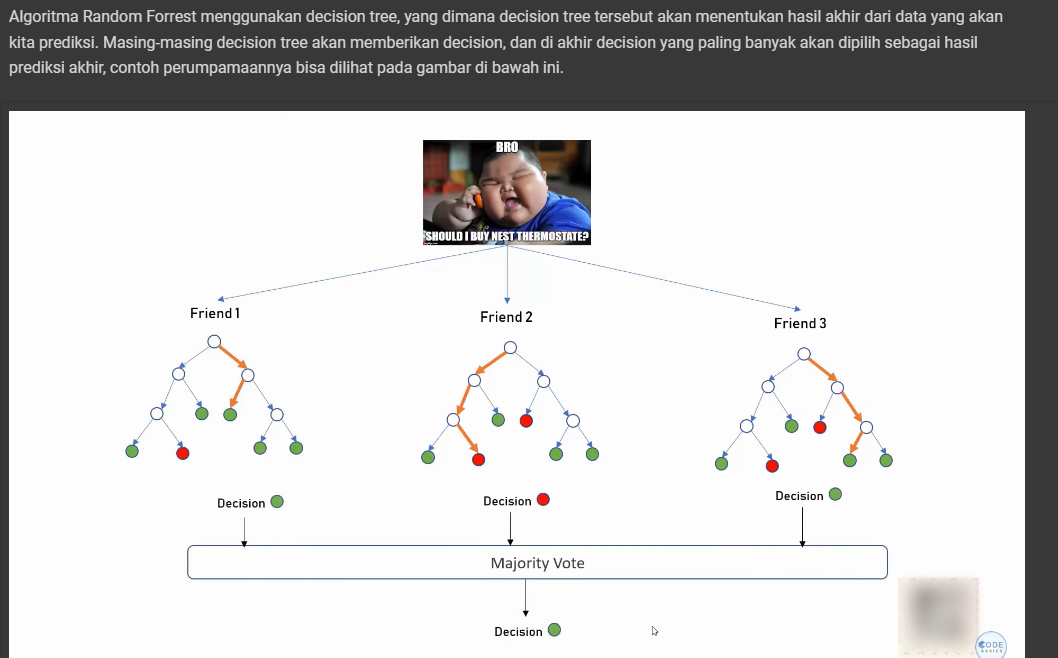 Algoritma Random Forrest menggunakan decision tree, yang dimana decision tree tersebut akan menentukan hasil akhir dari data yang akan
kita prediksi. Masing-masing decision tree akan memberikan decision, dan di akhir decision yang paling banyak akan dipilih sebagai hasil
prediksi akhir, contoh perumpamaannya bisa dilihat pada gambar di bawah ini.
BRO
SHOULD I BUY NEST THERMOSTATE?
Friend 1
Friend 2
Friend 3
Decision
Decision
Decision
Majority Vote
Decision
CODE
BASICS